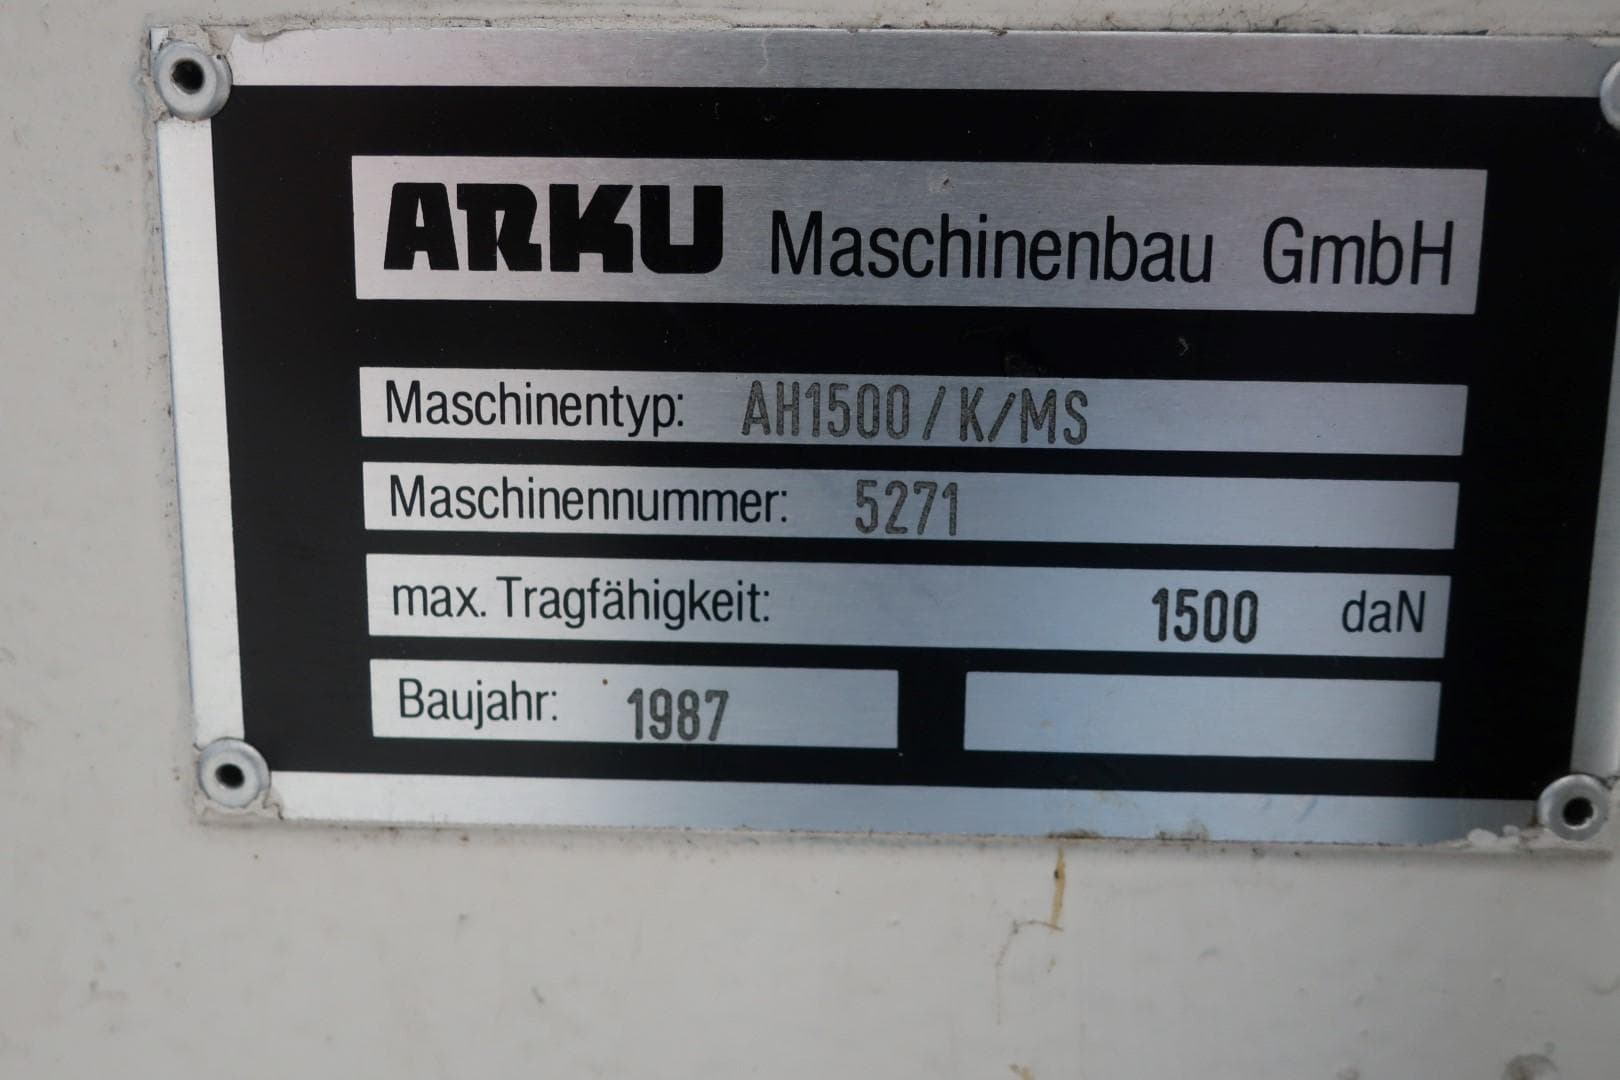 ARKU Maschinenbau GmbH
Maschinentyp: AH1500/K/MS
Maschinennummer: 5271
max. Tragfähigkeit: 1500 daN
Baujahr: 1987